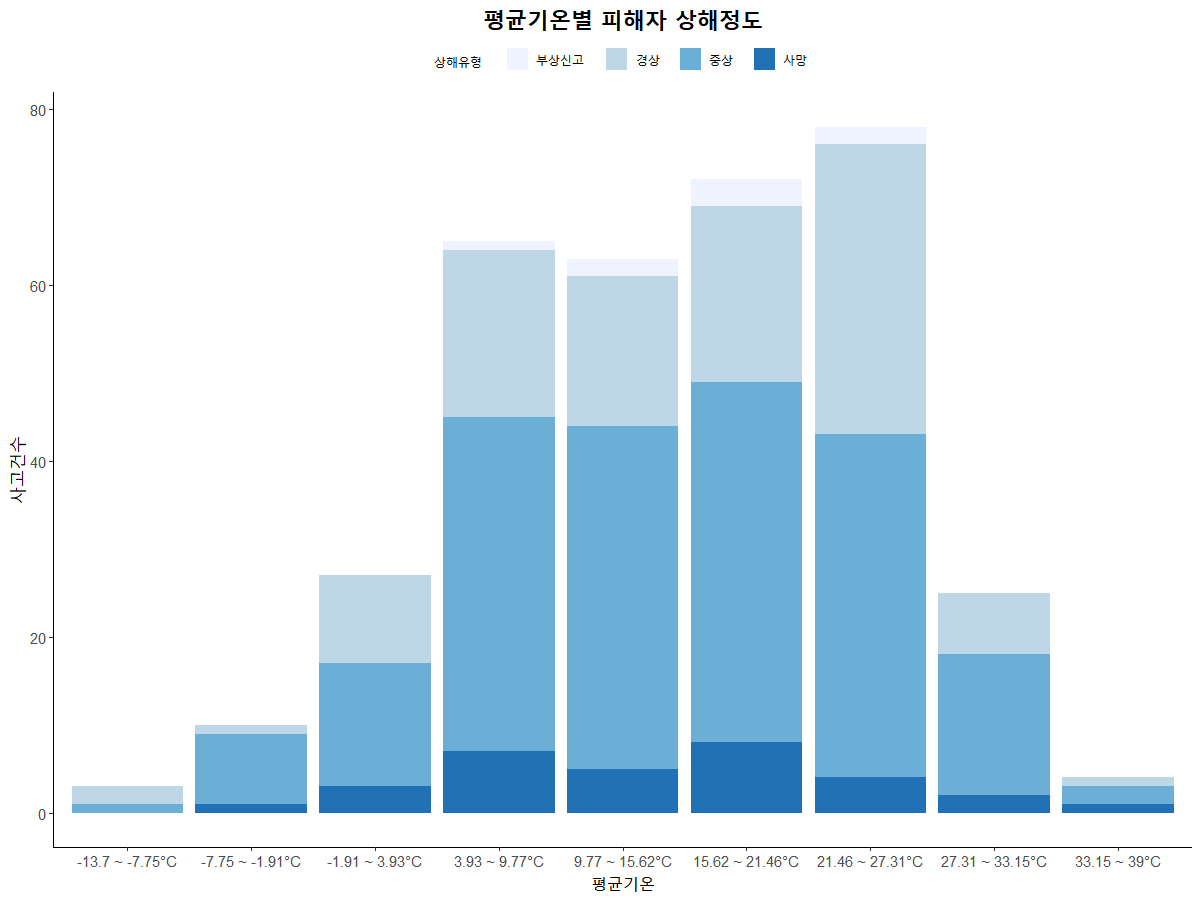 평균기온별 피해자 상해정도
상해유형 부상신고 경상 중상 사망
80
60
40
20
0
사고건수
-13.7 ~ -7.75°C -7.75 ~ -1.91°C -1.91 ~ 3.93°C 3.93 ~ 9.77°C 9.77 ~ 15.62°C 15.62 ~ 21.46°C 21.46 ~ 27.31°C 27.31 ~ 33.15°C 33.15 ~ 39°C
평균기온